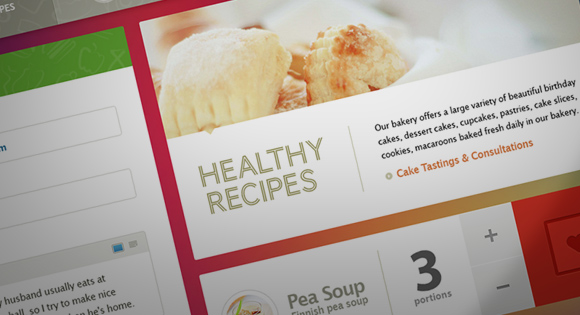 PES
HEALTHY
RECIPES
Our bakery offers a large variety of beautiful birthday
cakes, dessert cakes, cupcakes, pastries, cake slices,
cookies, macaroons baked fresh daily in our bakery.
Cake Tastings & Consultations
m
husband usually eats at
ball, so I try to make nice
n he's home.
Pea Soup
Finnish pea soup
3
portions
+
−